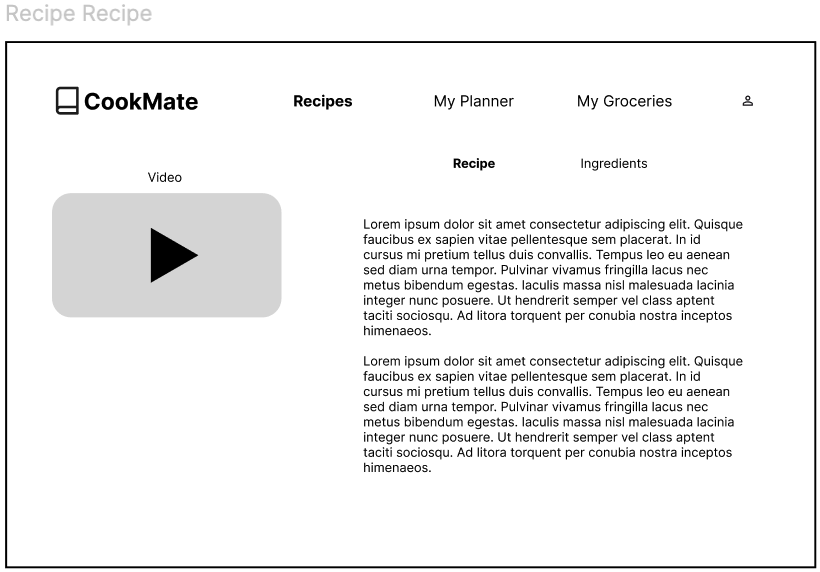 Recipe Recipe
CookMate
Recipes
My Planner
My Groceries
Video
Recipe
Ingredients
Lorem ipsum dolor sit amet consectetur adipiscing elit. Quisque
faucibus ex sapien vitae pellentesque sem placerat. In id
cursus mi pretium tellus duis convallis. Tempus leo eu aenean
sed diam urna tempor. Pulvinar vivamus fringilla lacus nec
metus bibendum egestas. Iaculis massa nisl malesuada lacinia
integer nunc posuere. Ut hendrerit semper vel class aptent
taciti sociosqu. Ad litora torquent per conubia nostra inceptos
himenaeos.
Lorem ipsum dolor sit amet consectetur adipiscing elit. Quisque
faucibus ex sapien vitae pellentesque sem placerat. In id
cursus mi pretium tellus duis convallis. Tempus leo eu aenean
sed diam urna tempor. Pulvinar vivamus fringilla lacus nec
metus bibendum egestas. Iaculis massa nisl malesuada lacinia
integer nunc posuere. Ut hendrerit semper vel class aptent
taciti sociosqu. Ad litora torquent per conubia nostra inceptos
himenaeos.